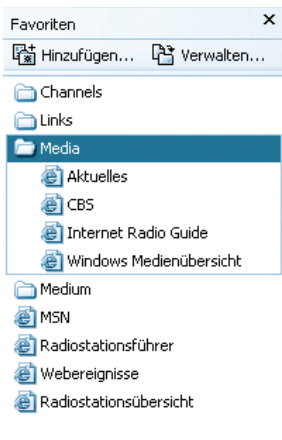 Favoriten
Hinzufügen... Verwalten...
Channels
Links
Media
Aktuelles
CBS
Internet Radio Guide
Windows Medienübersicht
Medium
MSN
Radiostationsführer
Webereignisse
Radiostationsübersicht